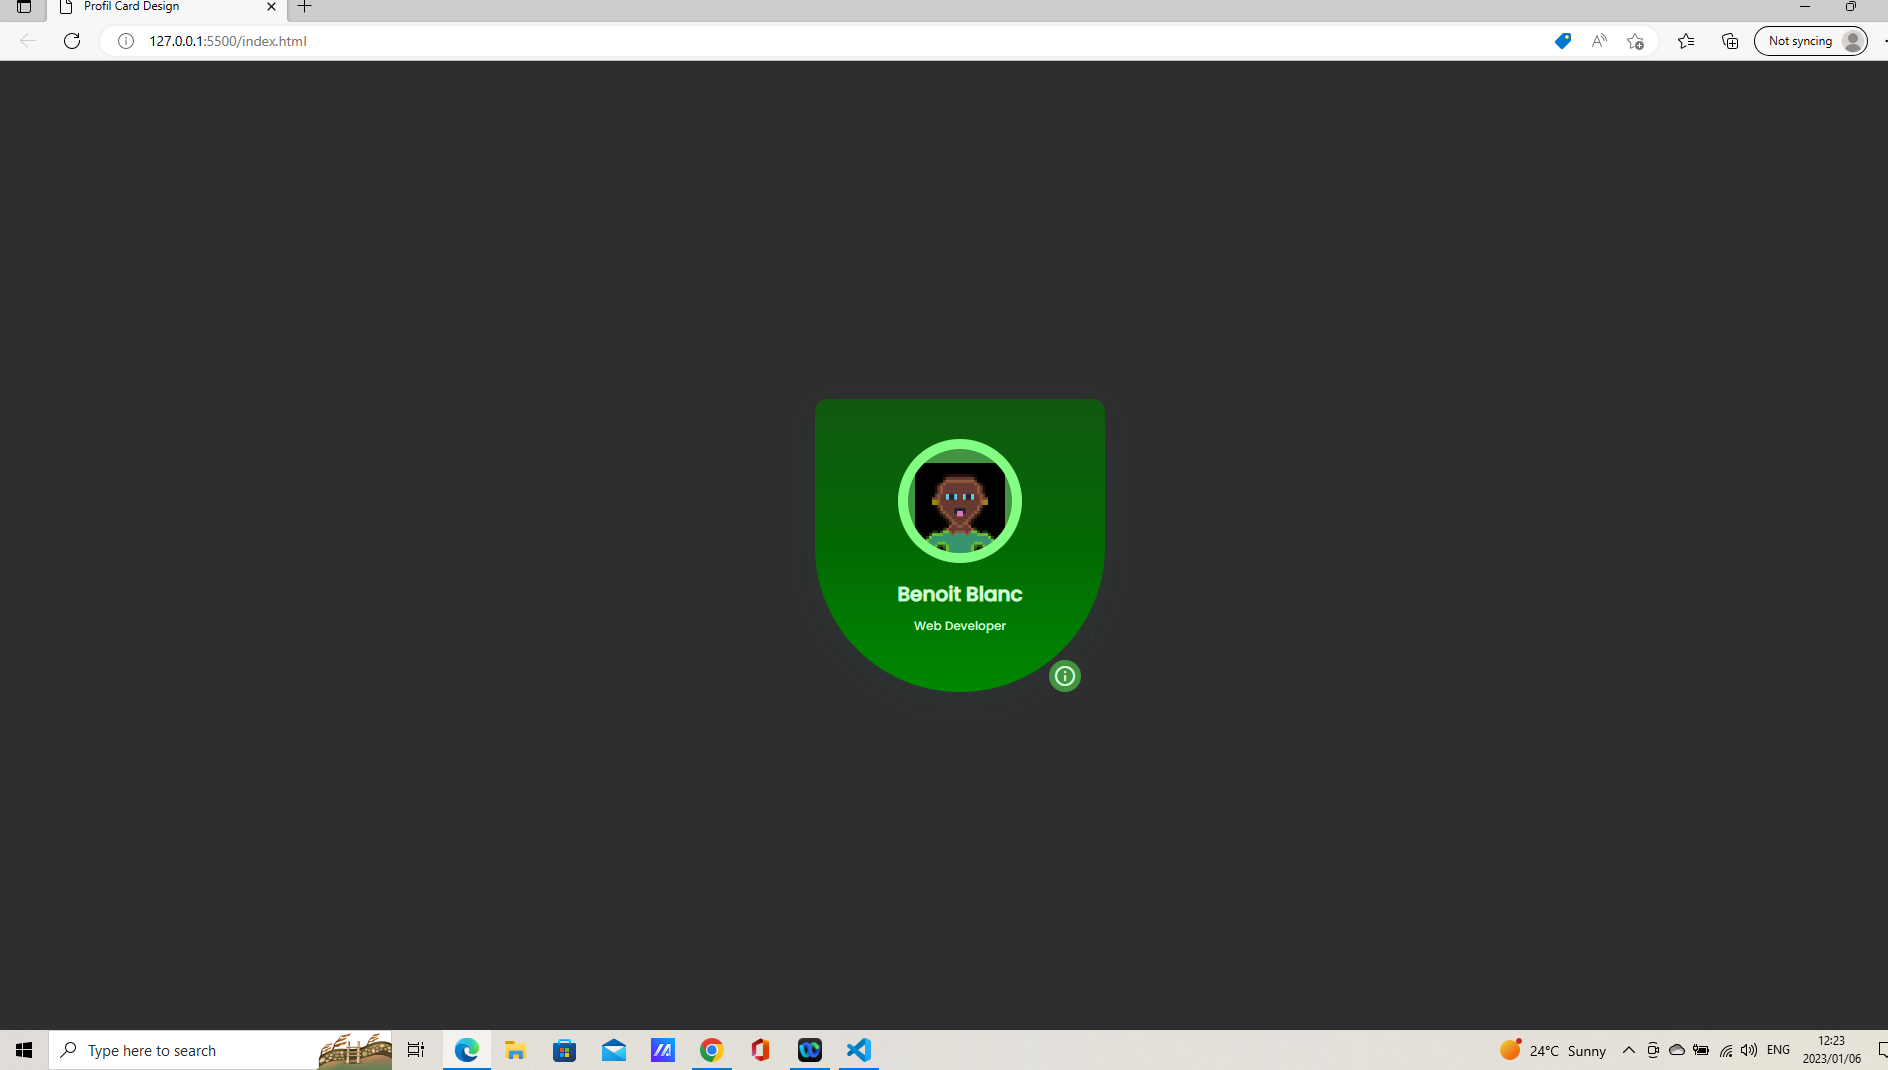 Profil Card Design
127.0.0.1:5500/index.html
Not syncing
Benoit Blanc
Web Developer
Type here to search
24°C Sunny
ENG
12:23
2023/01/06